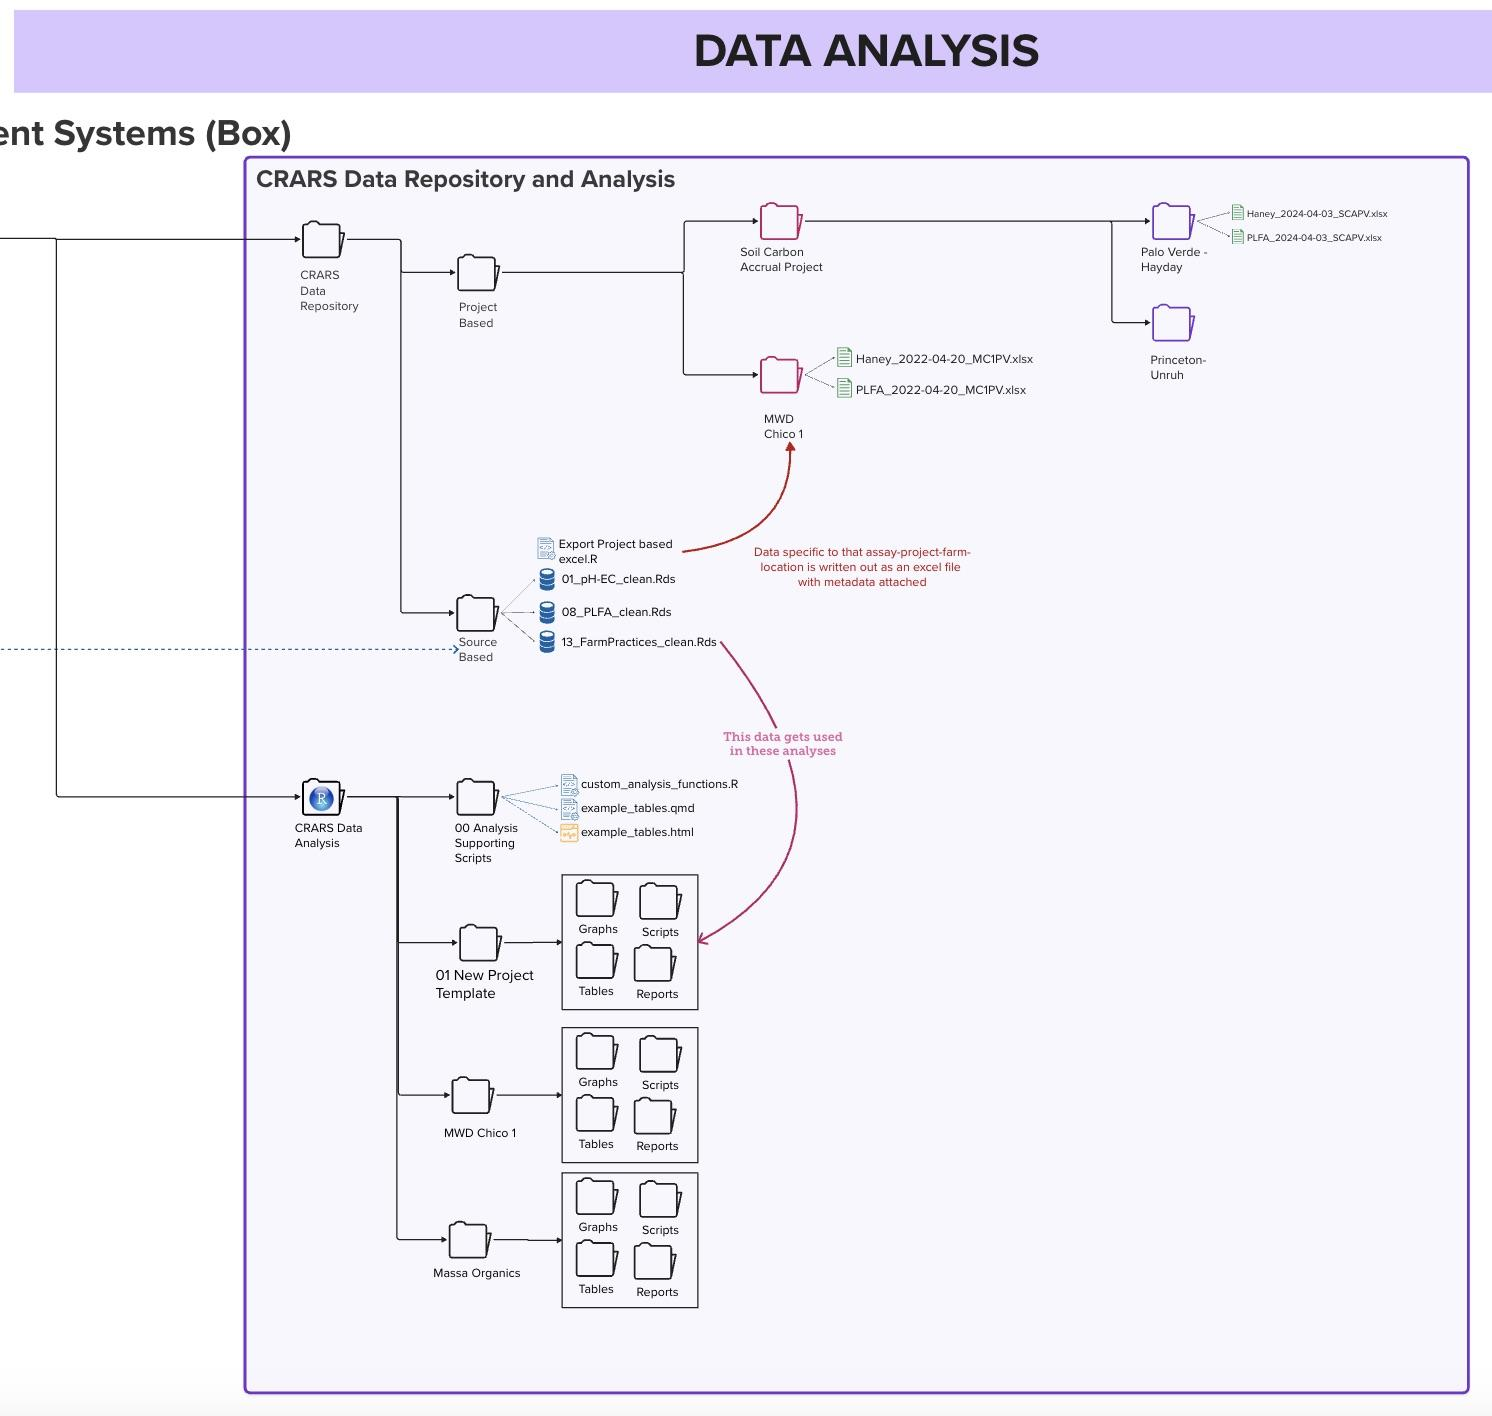 DATA ANALYSIS
ent Systems (Box)
CRARS Data Repository and Analysis
CRARS
Data
Repository
Project
Based
Soil Carbon
Accrual Project
Palo Verde -
Hayday
Haney_2024-04-03_SCAPV.xlsx
PLFA_2024-04-03_SCAPV.xlsx
Princeton-
Unruh
MWD
Chico 1
Haney_2022-04-20_MC1PV.xlsx
PLFA_2022-04-20_MC1PV.xlsx
Export Project based
excel.R
01_pH-EC_clean.Rds
08_PLFA_clean.Rds
13_FarmPractices_clean.Rds
Data specific to that assay-project-farm-
location is written out as an excel file
with metadata attached
Source
Based
This data gets used
in these analyses
R
CRARS Data
Analysis
00 Analysis
Supporting
Scripts
custom_analysis_functions.R
example_tables.qmd
example_tables.html
01 New Project
Template
Graphs
Scripts
Tables
Reports
MWD Chico 1
Graphs
Scripts
Tables
Reports
Massa Organics
Graphs
Scripts
Tables
Reports